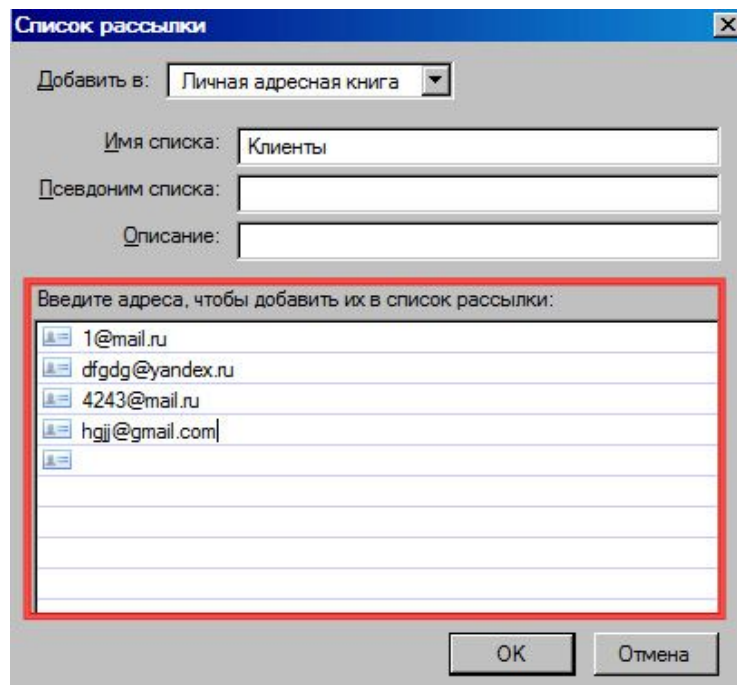 Список рассылки
Добавить в: Личная адресная книга
Имя списка: Клиенты
Псевдоним списка:
Описание:
Введите адреса, чтобы добавить их в список рассылки:
1@mail.ru
dfgdg@yandex.ru
4243@mail.ru
hgjj@gmail.com
OK Отмена